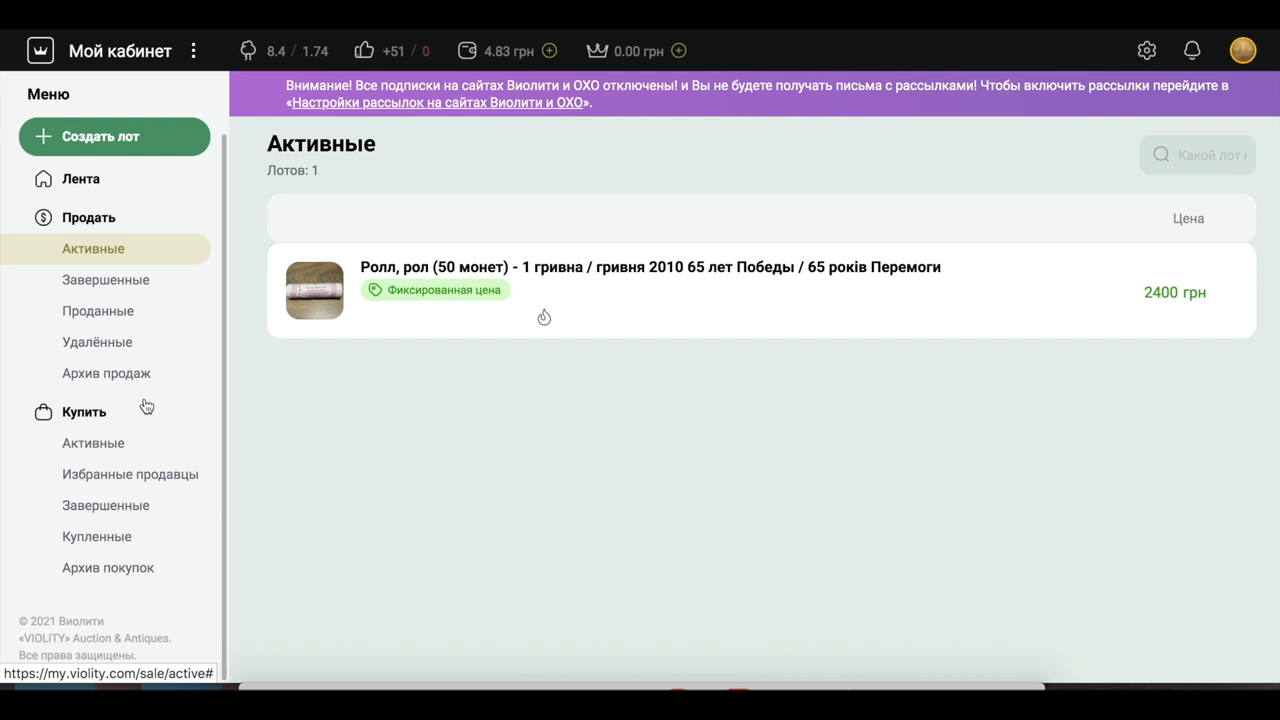 Мой кабинет
8.4 / 1.74
+51 / 0
4.83 грн
0.00 грн
Меню
Внимание! Все подписки на сайтах Виолити и ОХО отключены! и Вы не будете получать письма с рассылками! Чтобы включить рассылки перейдите в
«Настройки рассылок на сайтах Виолити и ОХО».
Создать лот
Лента
Продать
Активные
Завершенные
Проданные
Удалённые
Архив продаж
Купить
Активные
Избранные продавцы
Завершенные
Купленные
Архив покупок
© 2021 Виолити
«VIOLITY» Auction & Antiques.
Все права защищены.
https://my.violity.com/sale/active#
Активные
Лотов: 1
Какой лот
Цена
Ролл, рол (50 монет) - 1 гривна / гривня 2010 65 лет Победы / 65 років Перемоги
Фиксированная цена
2400 грн